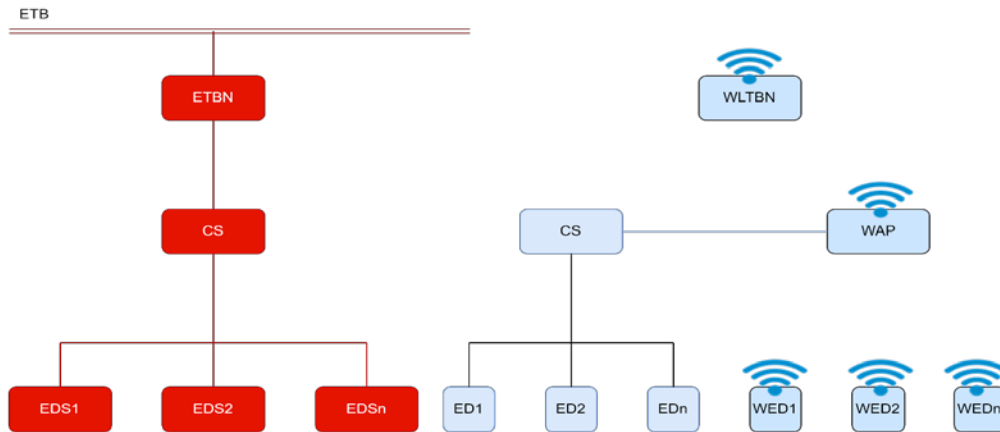 ETB
ETBN
WLTBN
CS
CS
WAP
EDS1
EDS2
EDSn
ED1
ED2
EDn
WED1
WED2
WEDn